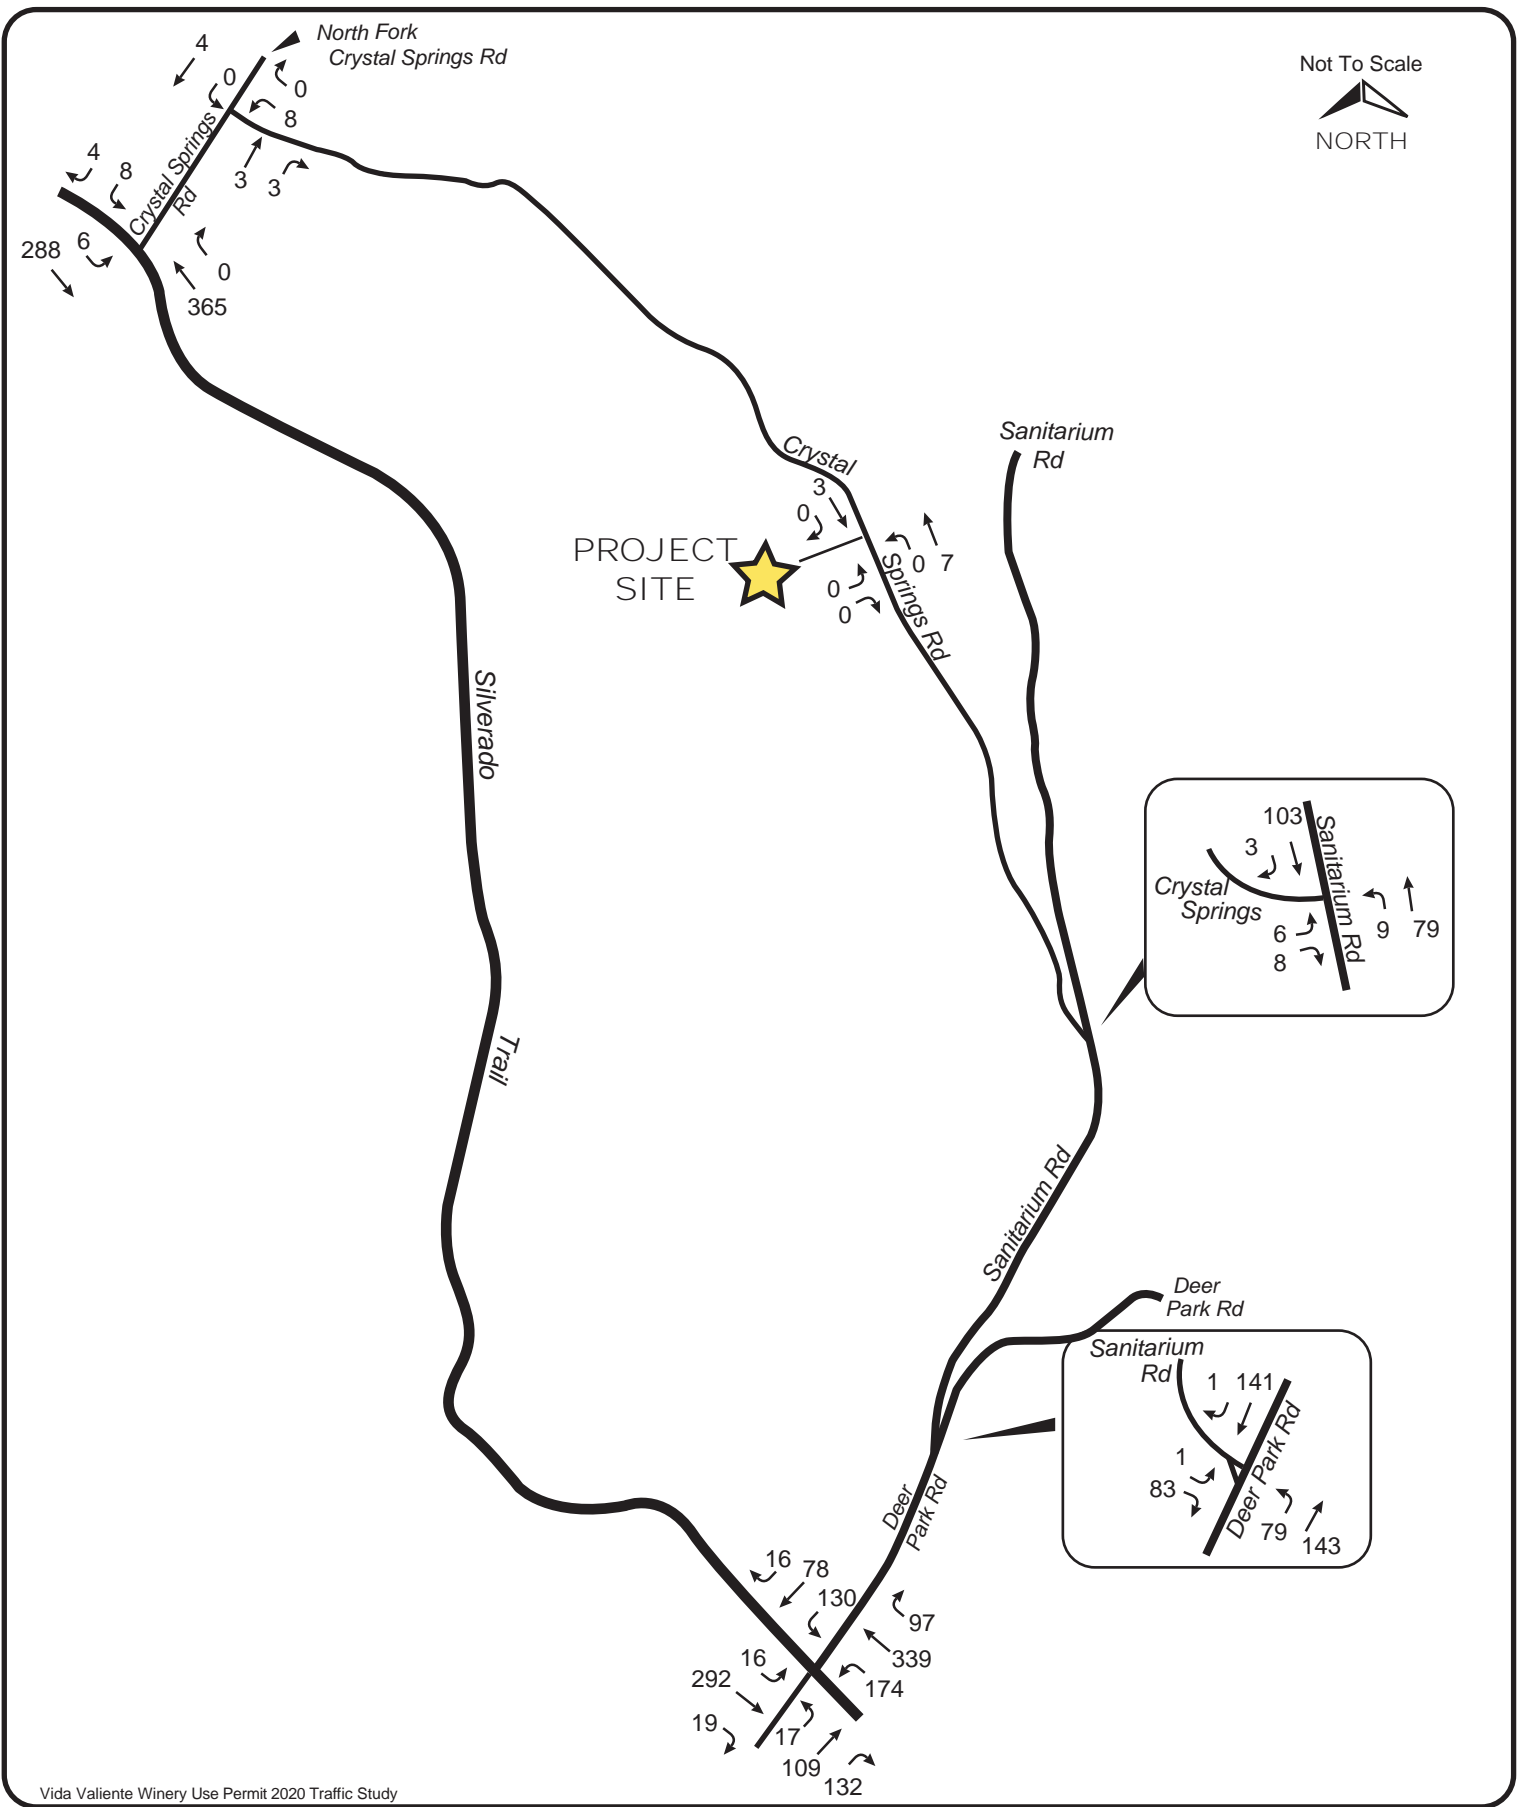 North Fork
Crystal Springs Rd
Not To Scale
NORTH
4
0
0
8
3
3
Crystal Springs
Rd
4
8
288
6
0
365
Crystal
Springs Rd
3
0
0
7
0
0
PROJECT
SITE
Sanitarium
Rd
Silverado
Trail
103
3
Sanitarium Rd
Crystal
Springs
6
8
9
79
Sanitarium Rd
Deer
Park Rd
Sanitarium
Rd
1
141
1
83
Deer Park Rd
79
143
Deer
Park Rd
16
78
130
97
339
174
16
292
19
17
109
132
Vida Valiente Winery Use Permit 2020 Traffic Study